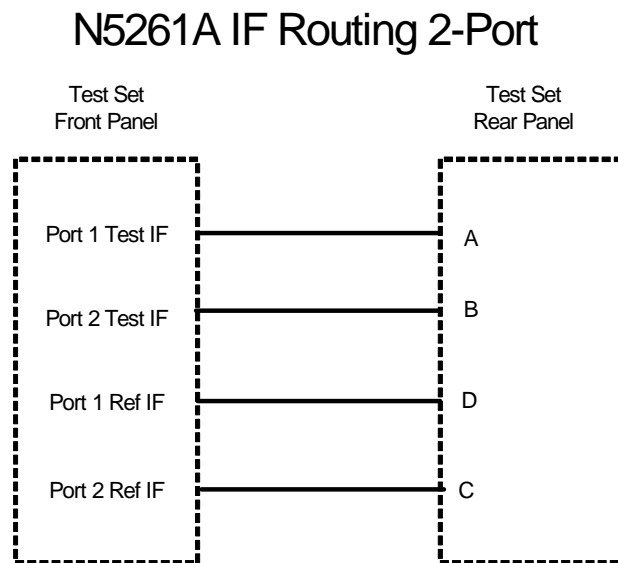 N5261A IF Routing 2-Port
Test Set
Front Panel
Test Set
Rear Panel
Port 1 Test IF
A
Port 2 Test IF
B
Port 1 Ref IF
D
Port 2 Ref IF
C